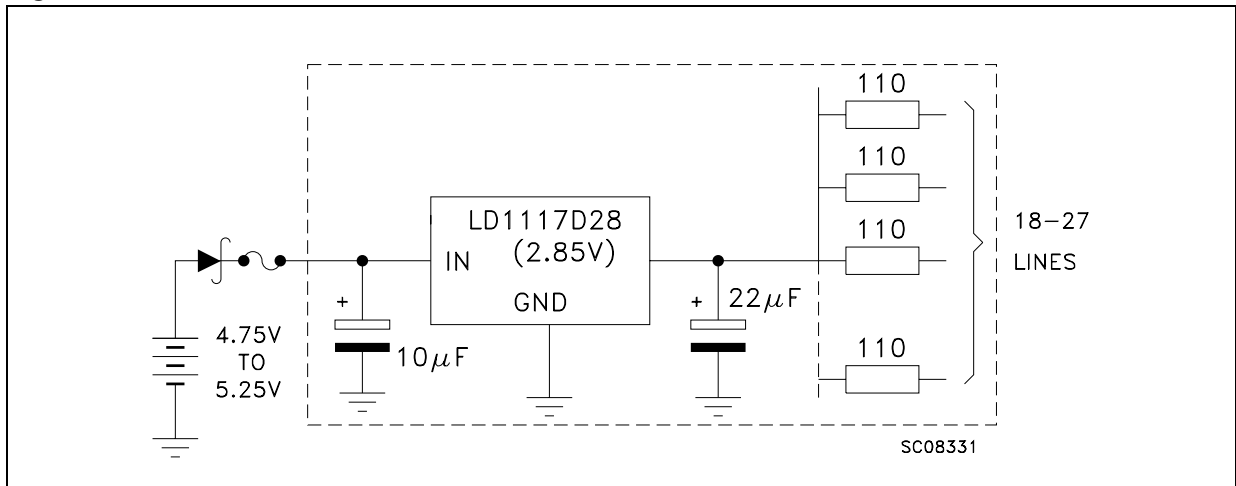 110
110
110
110
18-27
LINES
LD1117D28
(2.85V)
IN
GND
+
10μF
+
22μF
4.75V
TO
5.25V
SC08331